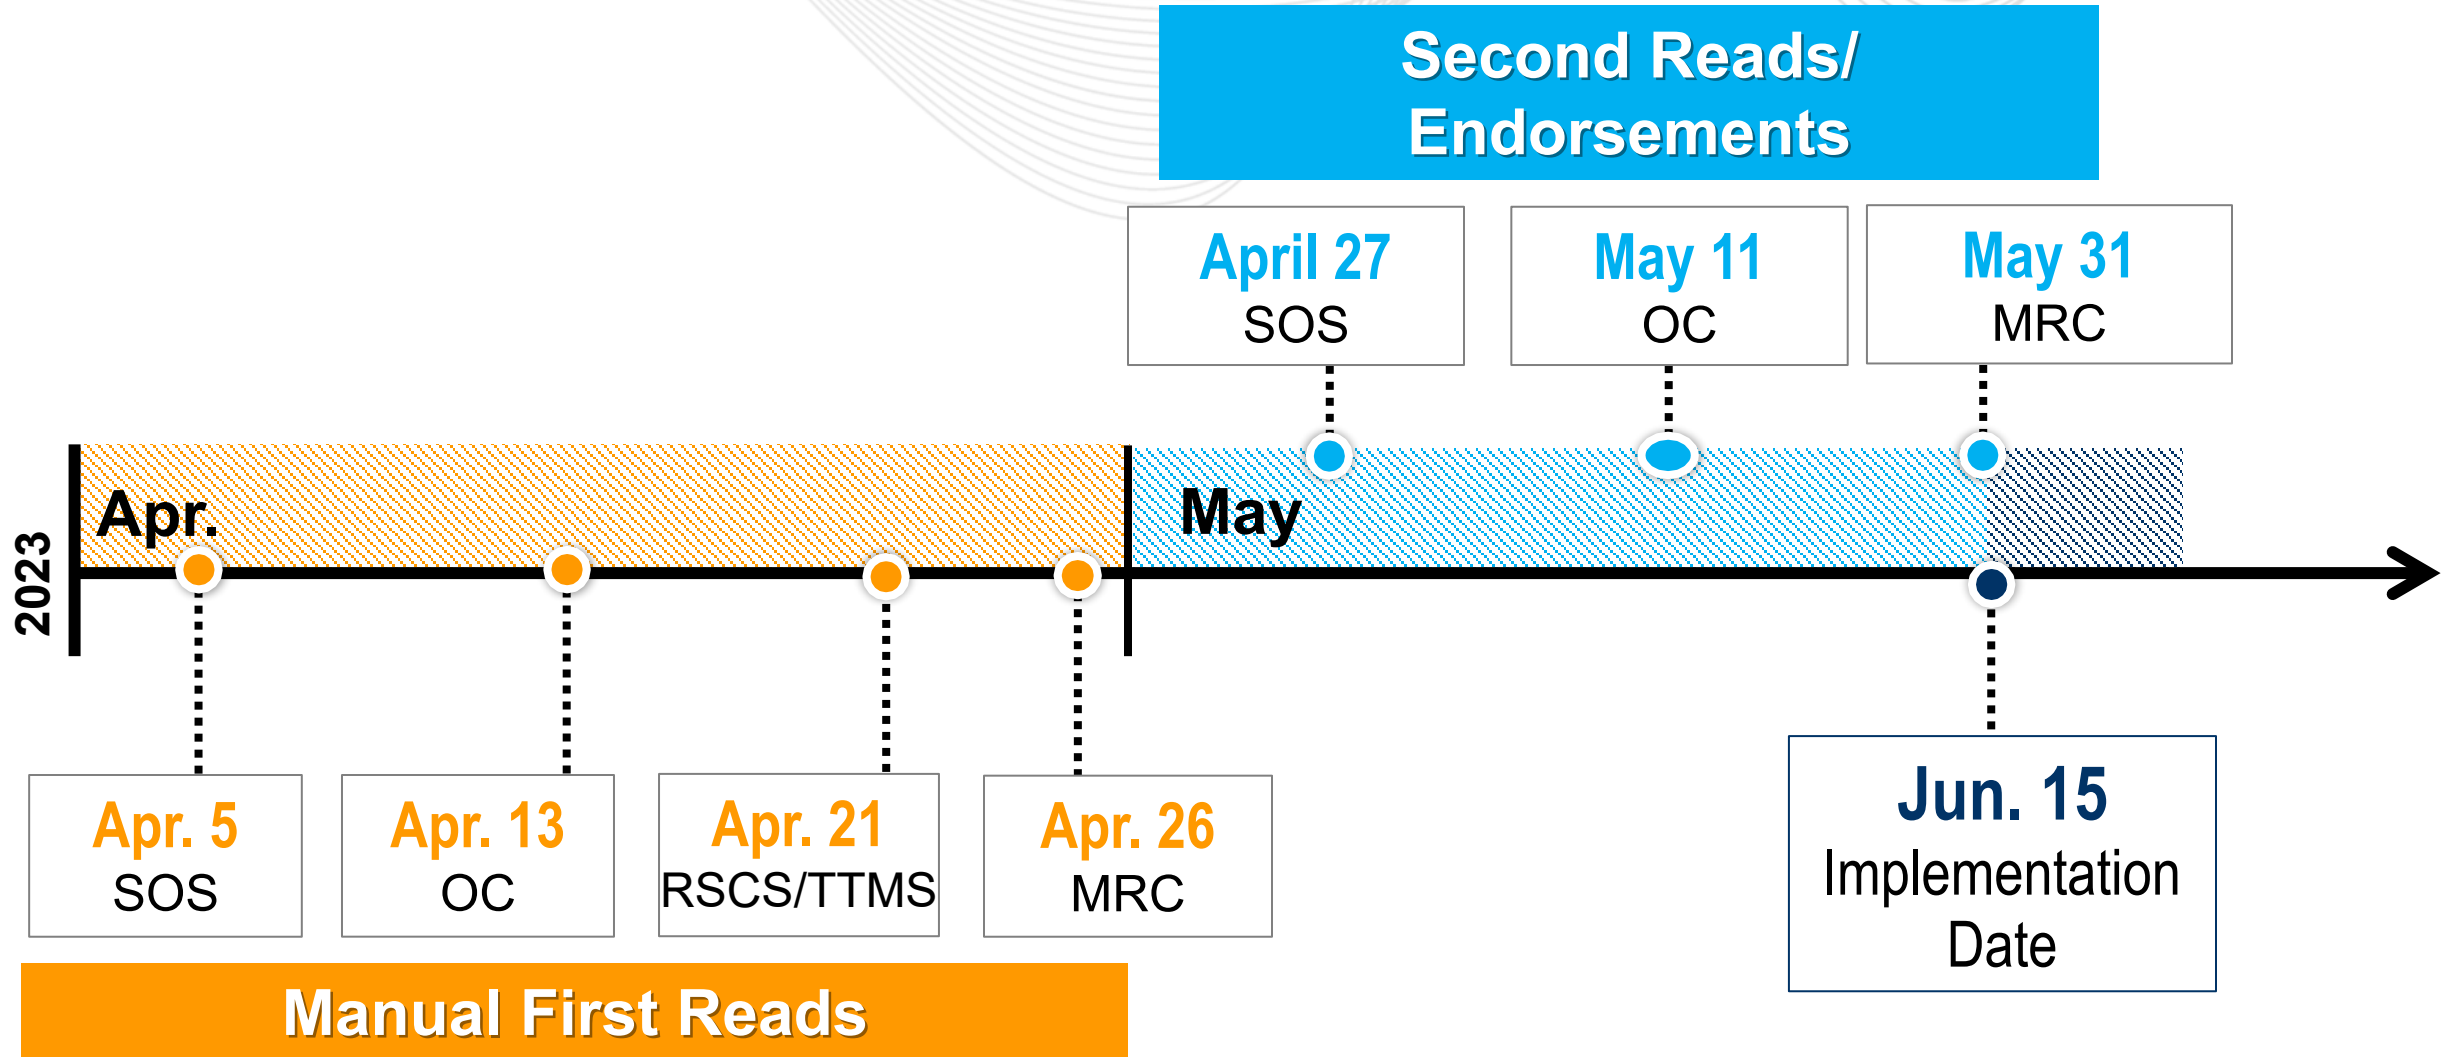 Second Reads/
Endorsements
April 27
SOS
May 11
OC
May 31
MRC
2023
Apr.
May
Apr. 5
SOS
Apr. 13
OC
Apr. 21
RSCS/TTMS
Apr. 26
MRC
Jun. 15
Implementation
Date
Manual First Reads